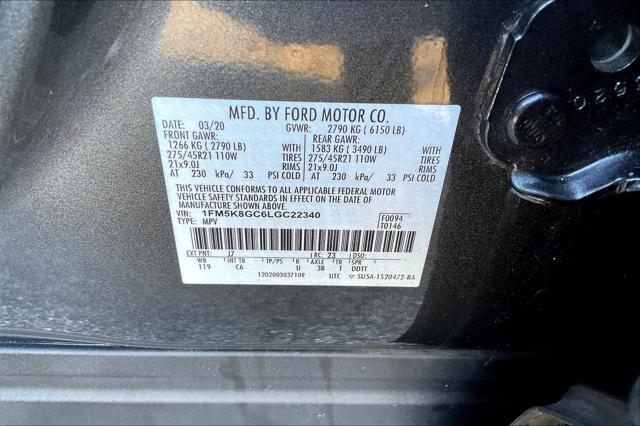 MFD. BY FORD MOTOR CO.
DATE: 03/20 GVWR: 2790 KG ( 6150 LB)
FRONT GAWR: REAR GAWR:
1266 KG ( 2790 LB) WITH 1583 KG ( 3490 LB) WITH
275/45R21 110W TIRES 275/45R21 110W TIRES
21x9.0J RIMS 21x9.0J RIMS
AT 230 kPa/ 33 PSI COLD AT 230 kPa/ 33 PSI COLD
THIS VEHICLE CONFORMS TO ALL APPLICABLE FEDERAL MOTOR
VEHICLE SAFETY STANDARDS IN EFFECT ON THE DATE OF
MANUFACTURE SHOWN ABOVE.
VIN: 1FM5K8GC6LGC22340 F0094
TYPE: MPV T0146
EXT PNT: J7 RC: 23 DSO:
WB INT TR TP/PS R AXLE TR SPR
119 C6 U 3B T DDTT
1202003037109 UTC 5U5A-1520472-BA